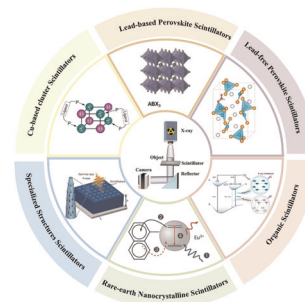 Lead-based Perovskite Scintillators
Lead-free Perovskite Scintillators
Organic Scintillators
Rare-earth Nanocrystalline Scintillators
Specialized Structures Scintillators
Cu-based cluster Scintillators
ABX₃
X-ray
Object
Scintillator
Camera
Reflector
Eu³⁺